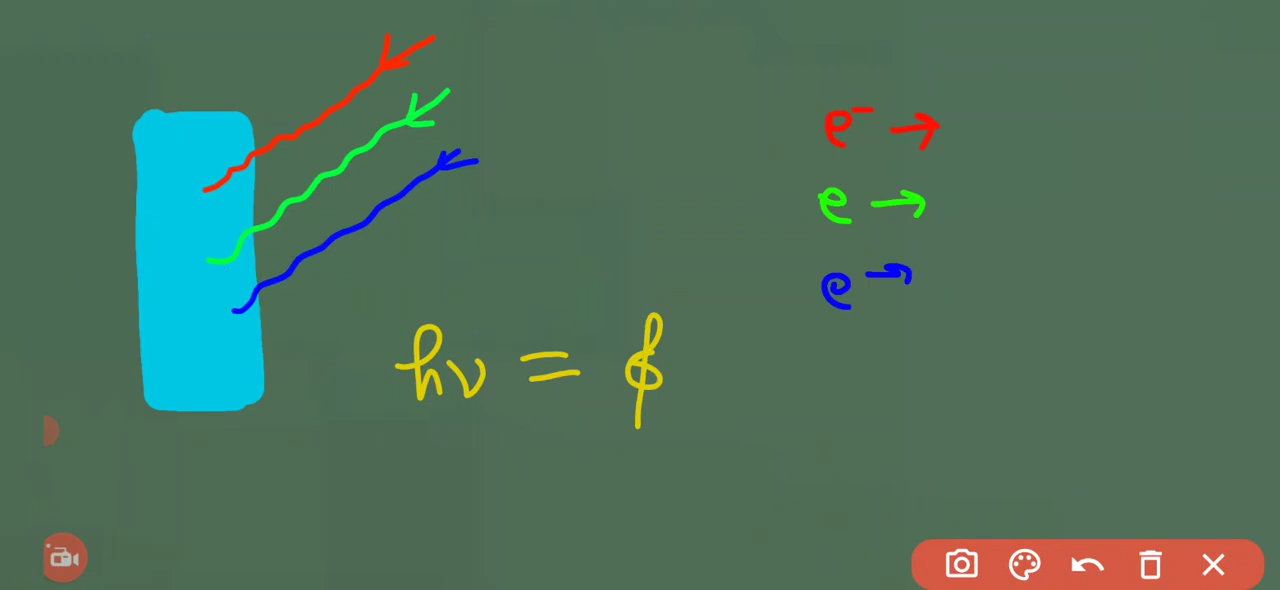 e⁻ →
e →
e →
hν = ϕ